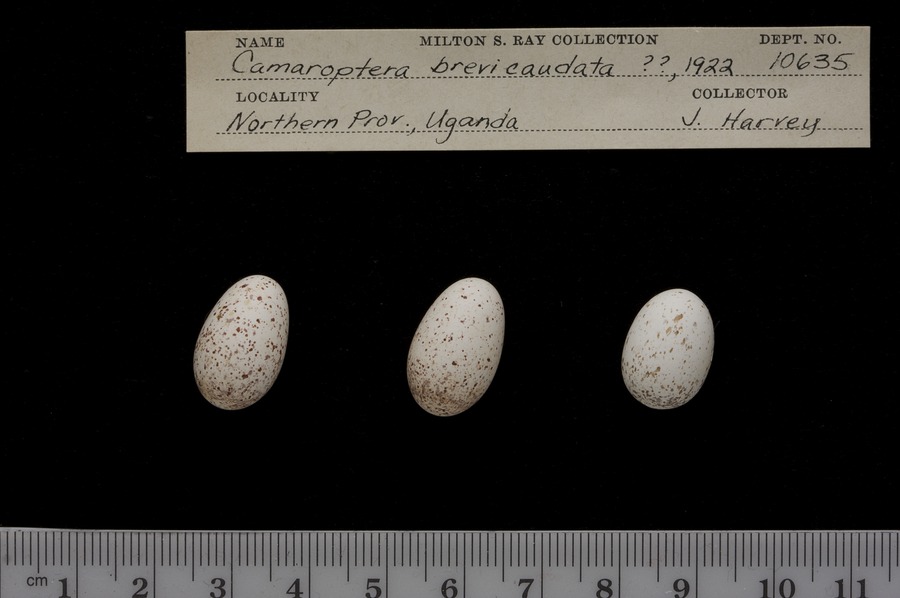 NAME MILTON S. RAY COLLECTION DEPT. NO.
Camaroptera brevicaudata ??, 1922 10635
LOCALITY COLLECTOR
Northern Prov., Uganda J. Harvey
cm 1 2 3 4 5 6 7 8 9 10 11